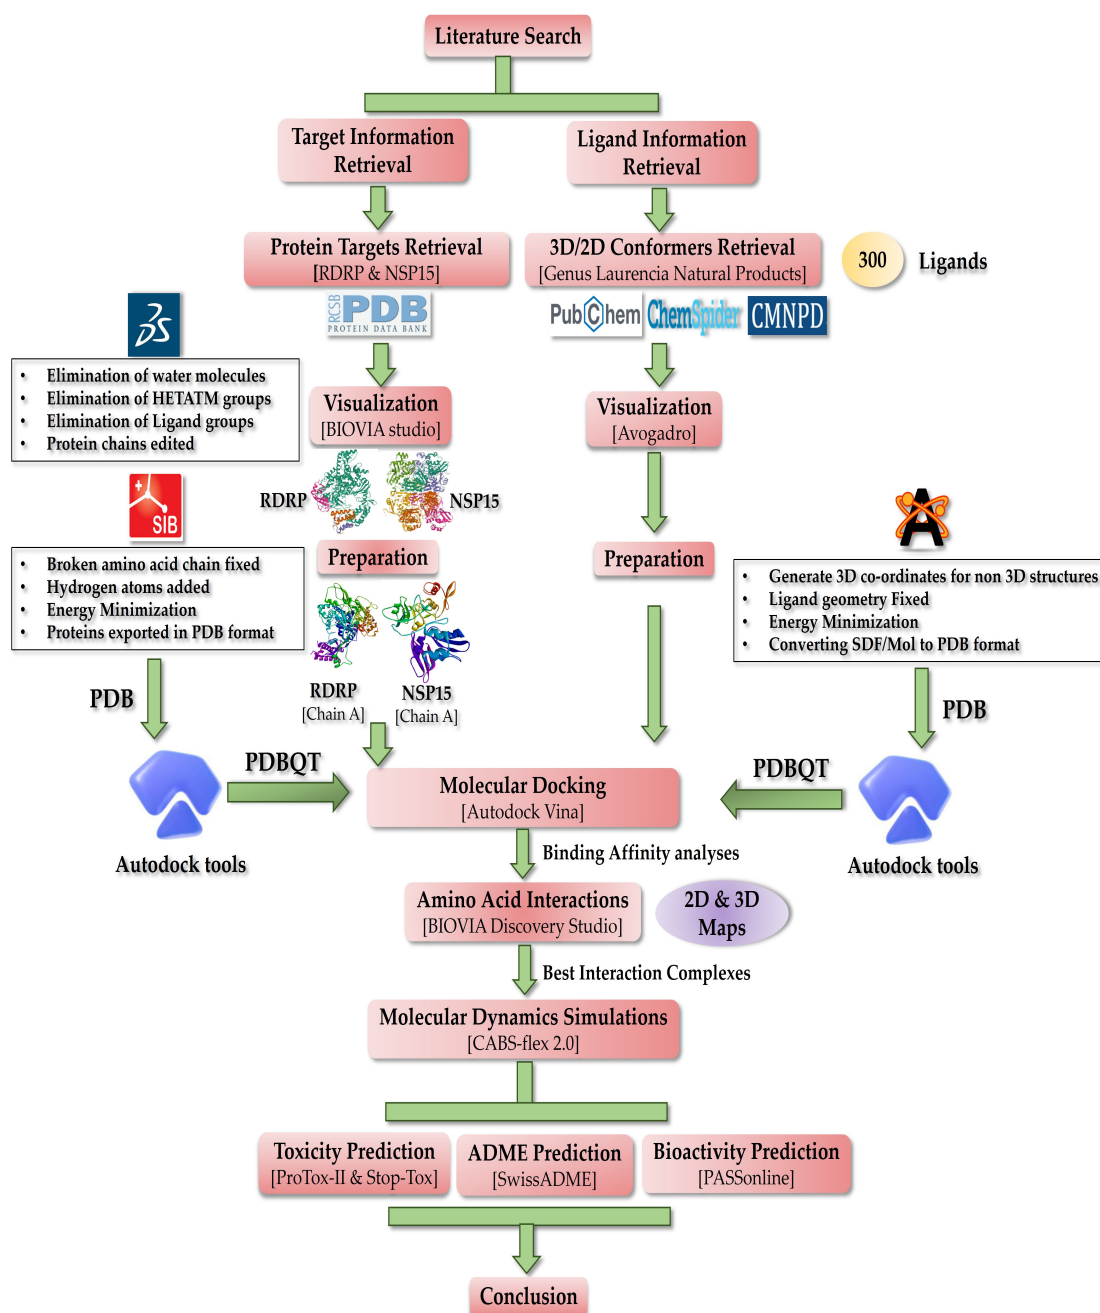 Literature Search
Target Information
Retrieval
Ligand Information
Retrieval
Protein Targets Retrieval
[RDRP & NSP15]
3D/2D Conformers Retrieval
[Genus Laurencia Natural Products]
300
Ligands
RCSB
PDB
PROTEIN DATA BANK
PubChem
ChemSpider
CMNPD
DS
• Elimination of water molecules
• Elimination of HETATM groups
• Elimination of Ligand groups
• Protein chains edited
Visualization
[BIOVIA studio]
Visualization
[Avogadro]
RDRP
NSP15
SIB
Preparation
Preparation
• Broken amino acid chain fixed
• Hydrogen atoms added
• Energy Minimization
• Proteins exported in PDB format
A
• Generate 3D co-ordinates for non 3D structures
• Ligand geometry Fixed
• Energy Minimization
• Converting SDF/Mol to PDB format
RDRP
[Chain A]
NSP15
[Chain A]
PDB
PDB
PDBQT
PDBQT
Autodock tools
Autodock tools
Molecular Docking
[Autodock Vina]
Binding Affinity analyses
Amino Acid Interactions
[BIOVIA Discovery Studio]
2D & 3D
Maps
Best Interaction Complexes
Molecular Dynamics Simulations
[CABS-flex 2.0]
Toxicity Prediction
[ProTox-II & Stop-Tox]
ADME Prediction
[SwissADME]
Bioactivity Prediction
[PASSonline]
Conclusion